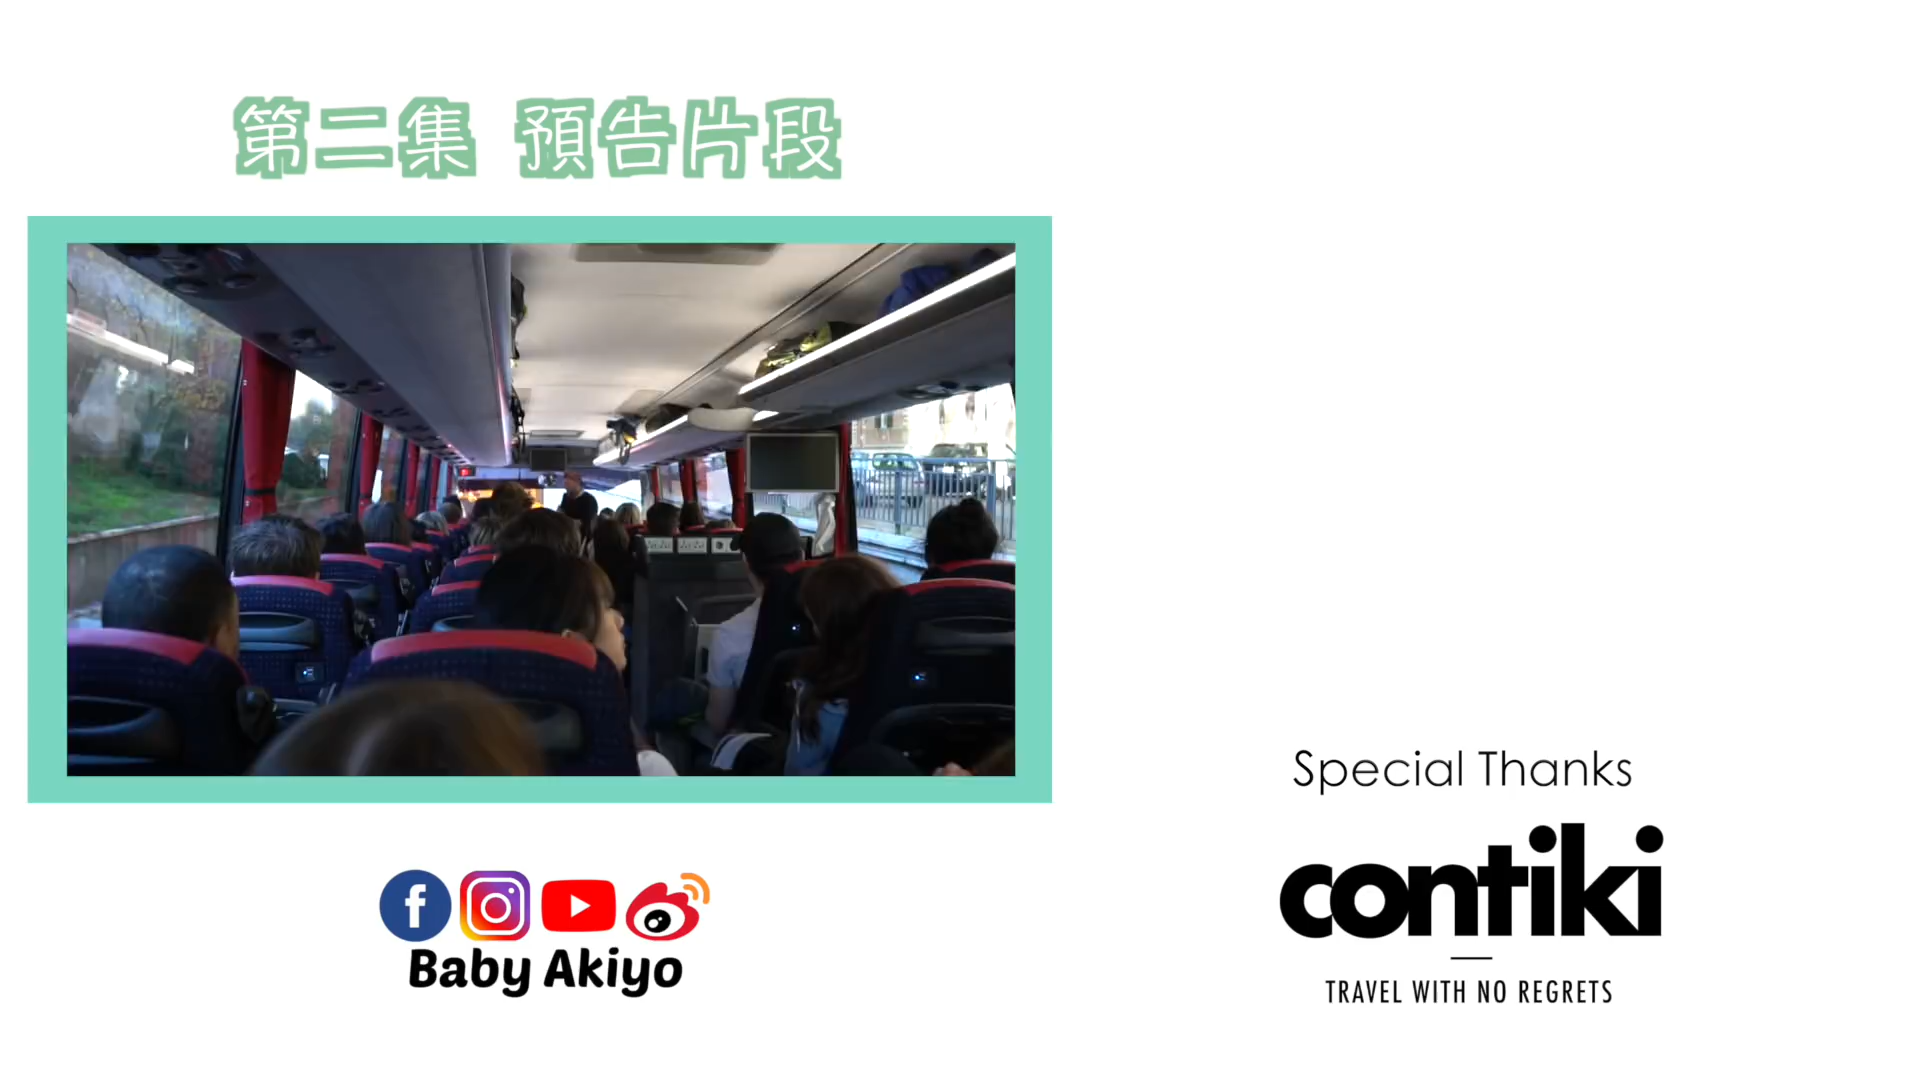 第二集 預告片段
Baby Akiyo
Special Thanks
contiki
TRAVEL WITH NO REGRETS